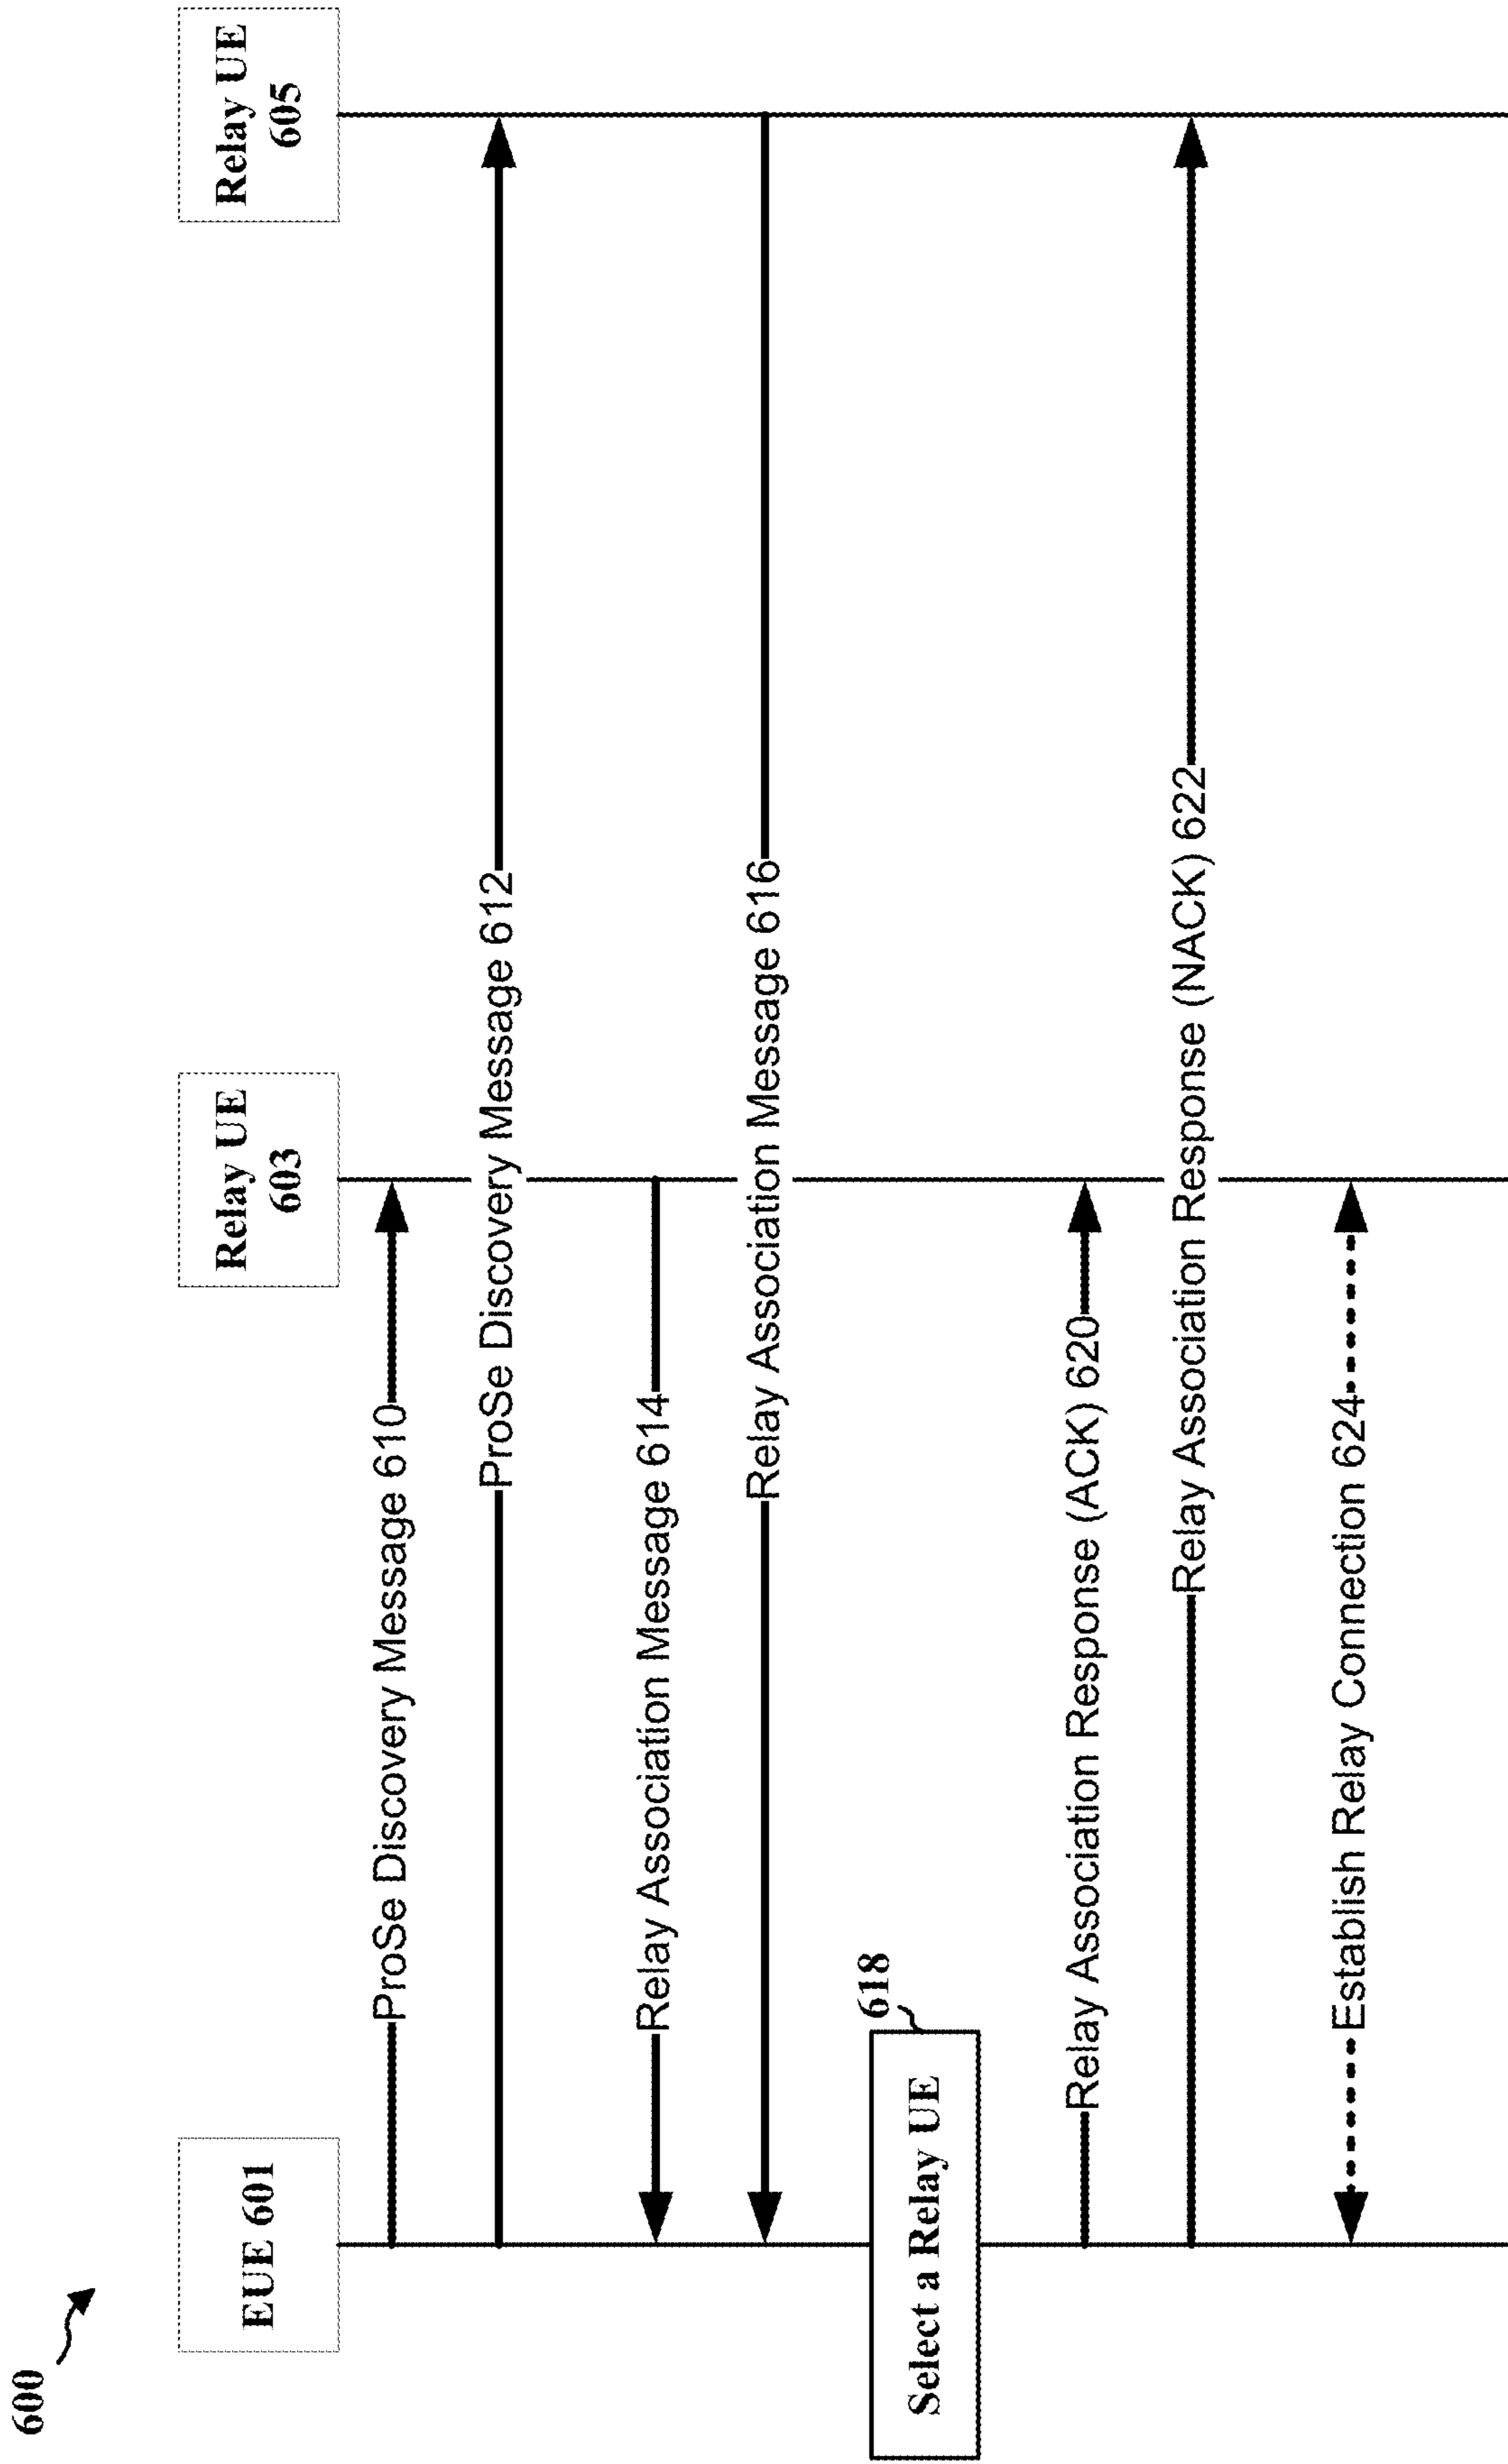 600
EUE 601
Relay UE
603
Relay UE
605
ProSe Discovery Message 610
ProSe Discovery Message 612
Relay Association Message 614
Relay Association Message 616
618
Select a Relay UE
Relay Association Response (ACK) 620
Relay Association Response (NACK) 622
Establish Relay Connection 624